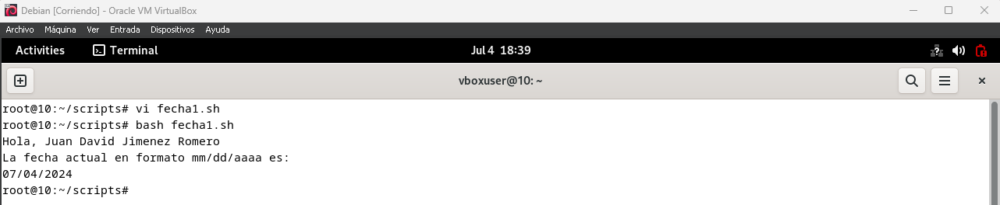 Debian [Corriendo] - Oracle VM VirtualBox
Archivo Máquina Ver Entrada Dispositivos Ayuda
Activities Terminal Jul 4 18:39
vboxuser@10: ~
root@10:~/scripts# vi fecha1.sh
root@10:~/scripts# bash fecha1.sh
Hola, Juan David Jimenez Romero
La fecha actual en formato mm/dd/aaaa es:
07/04/2024
root@10:~/scripts#